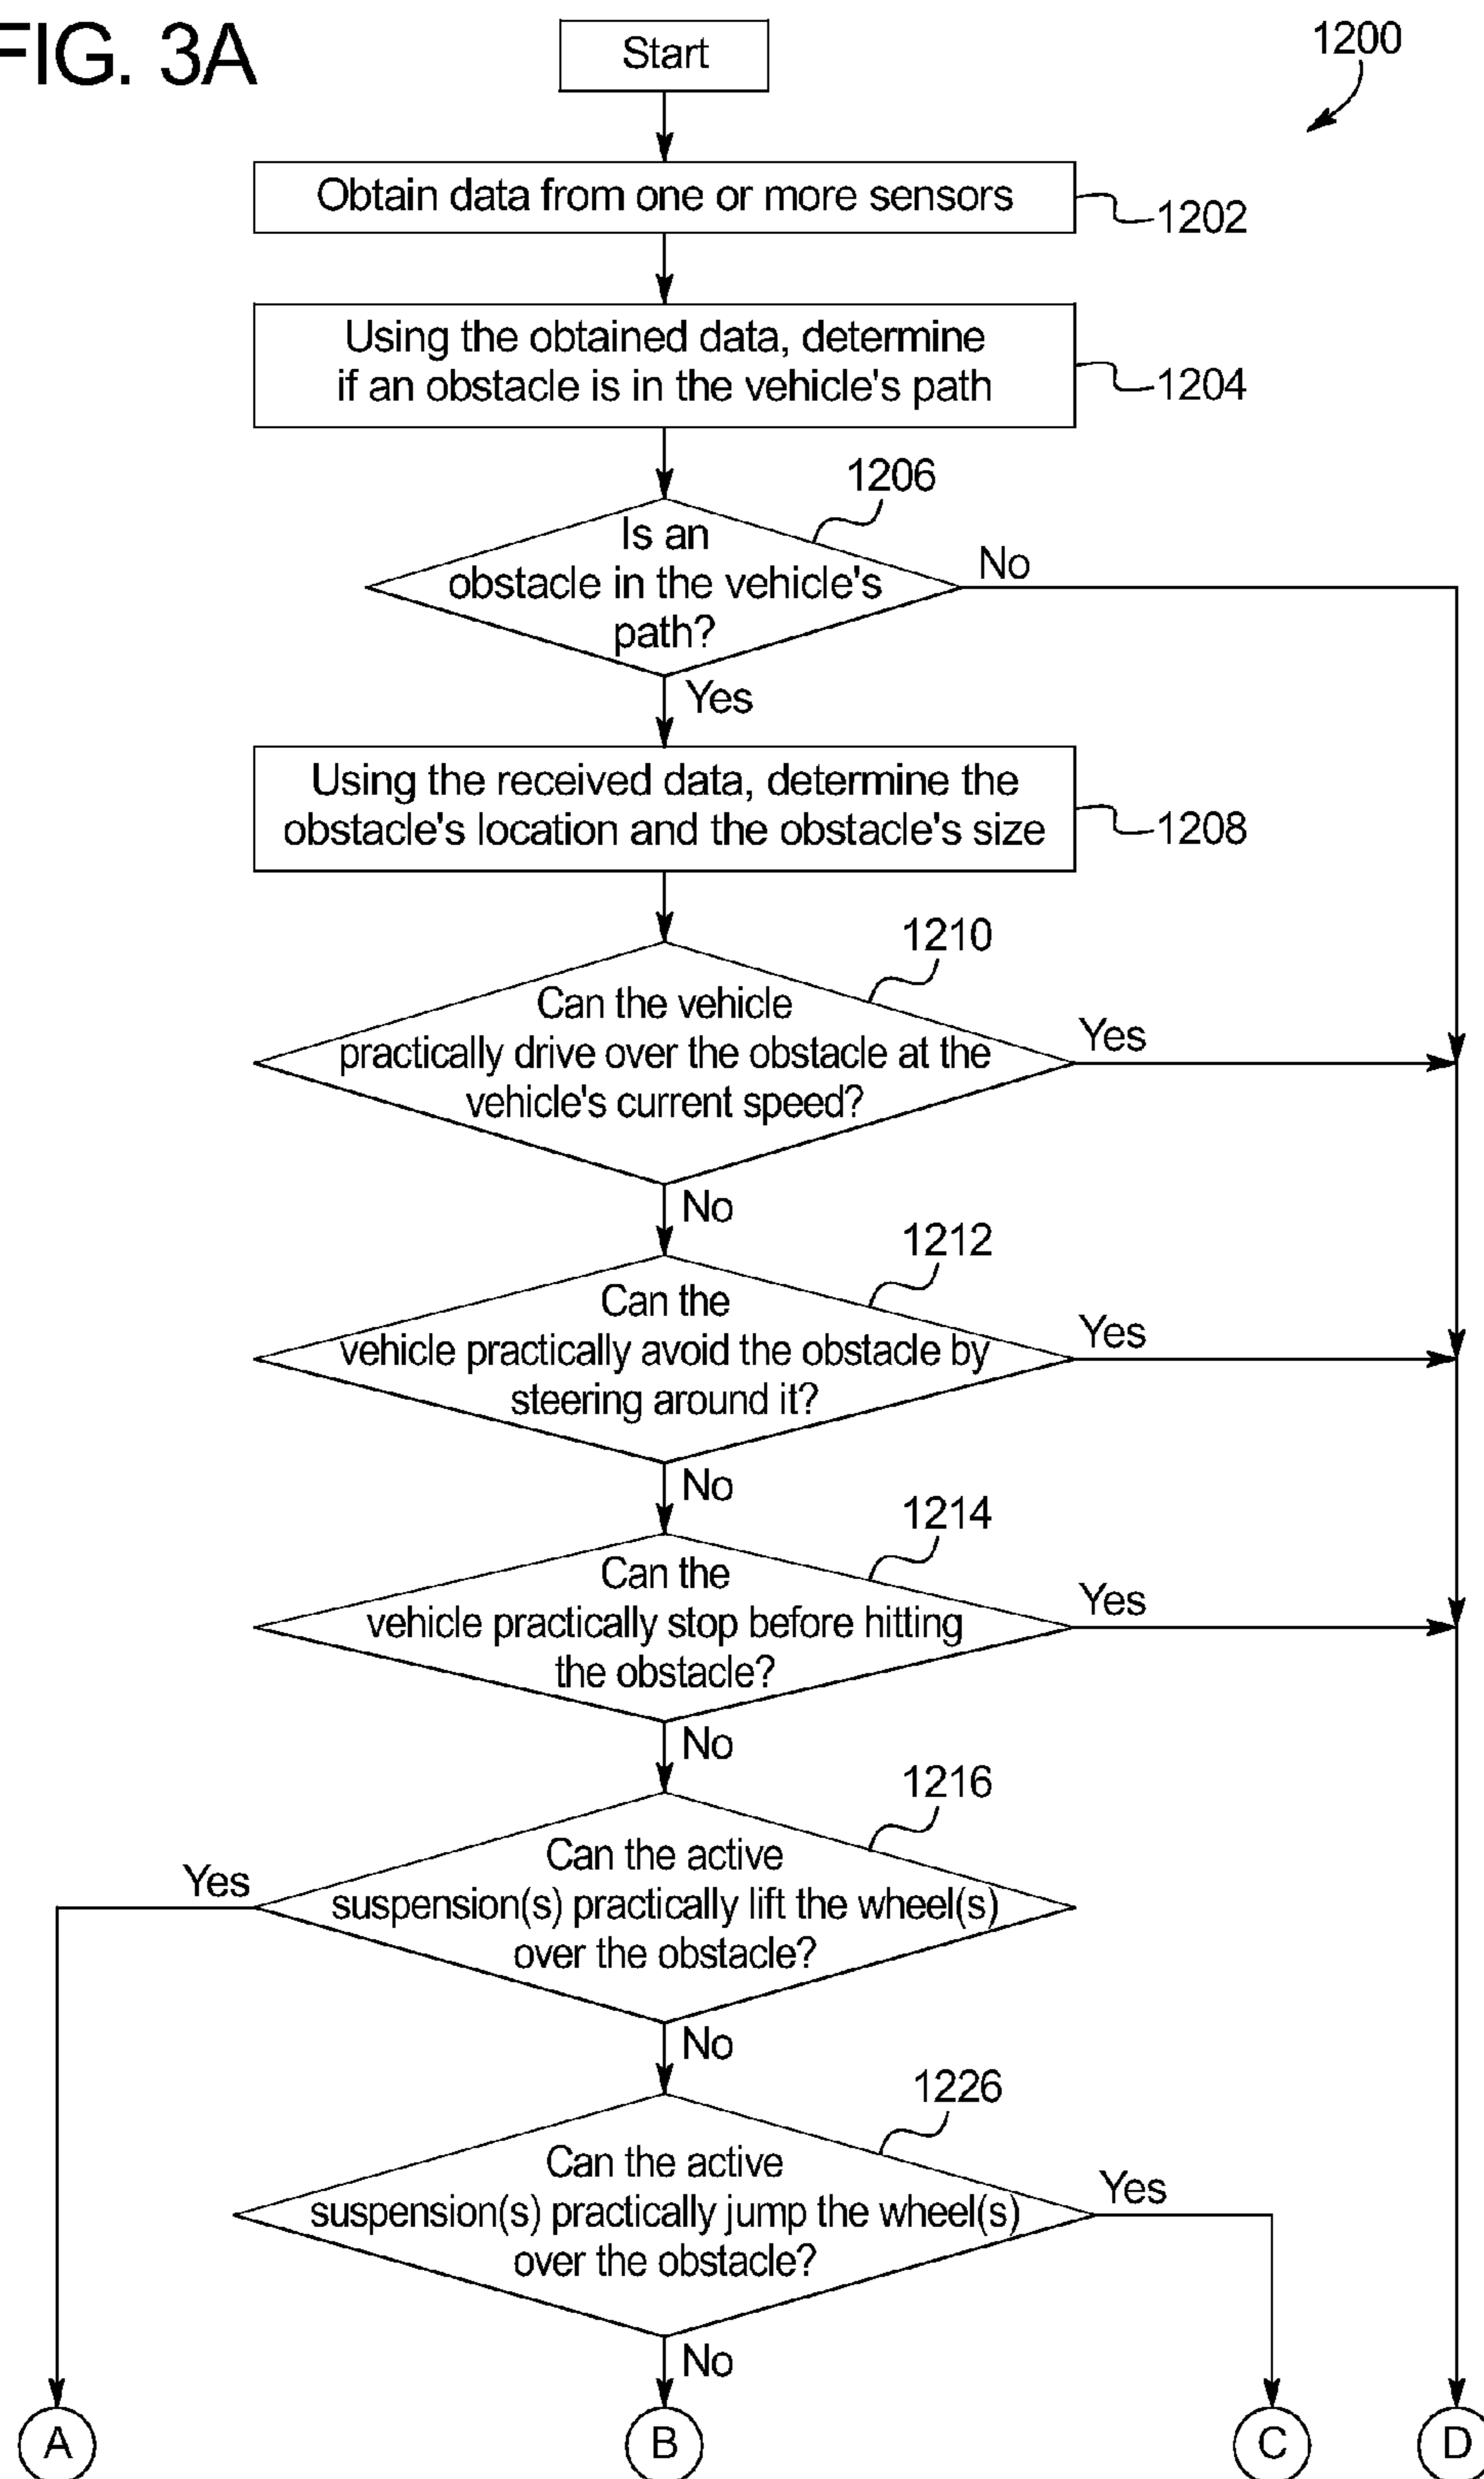 FIG. 3A
Start
1200
Obtain data from one or more sensors
1202
Using the obtained data, determine
if an obstacle is in the vehicle's path
1204
1206
Is an
obstacle in the vehicle's
path?
No
Yes
Using the received data, determine the
obstacle's location and the obstacle's size
1208
1210
Can the vehicle
practically drive over the obstacle at the
vehicle's current speed?
Yes
No
1212
Can the
vehicle practically avoid the obstacle by
steering around it?
Yes
No
1214
Can the
vehicle practically stop before hitting
the obstacle?
Yes
No
1216
Can the active
suspension(s) practically lift the wheel(s)
over the obstacle?
Yes
No
1226
Can the active
suspension(s) practically jump the wheel(s)
over the obstacle?
Yes
No
A
B
C
D